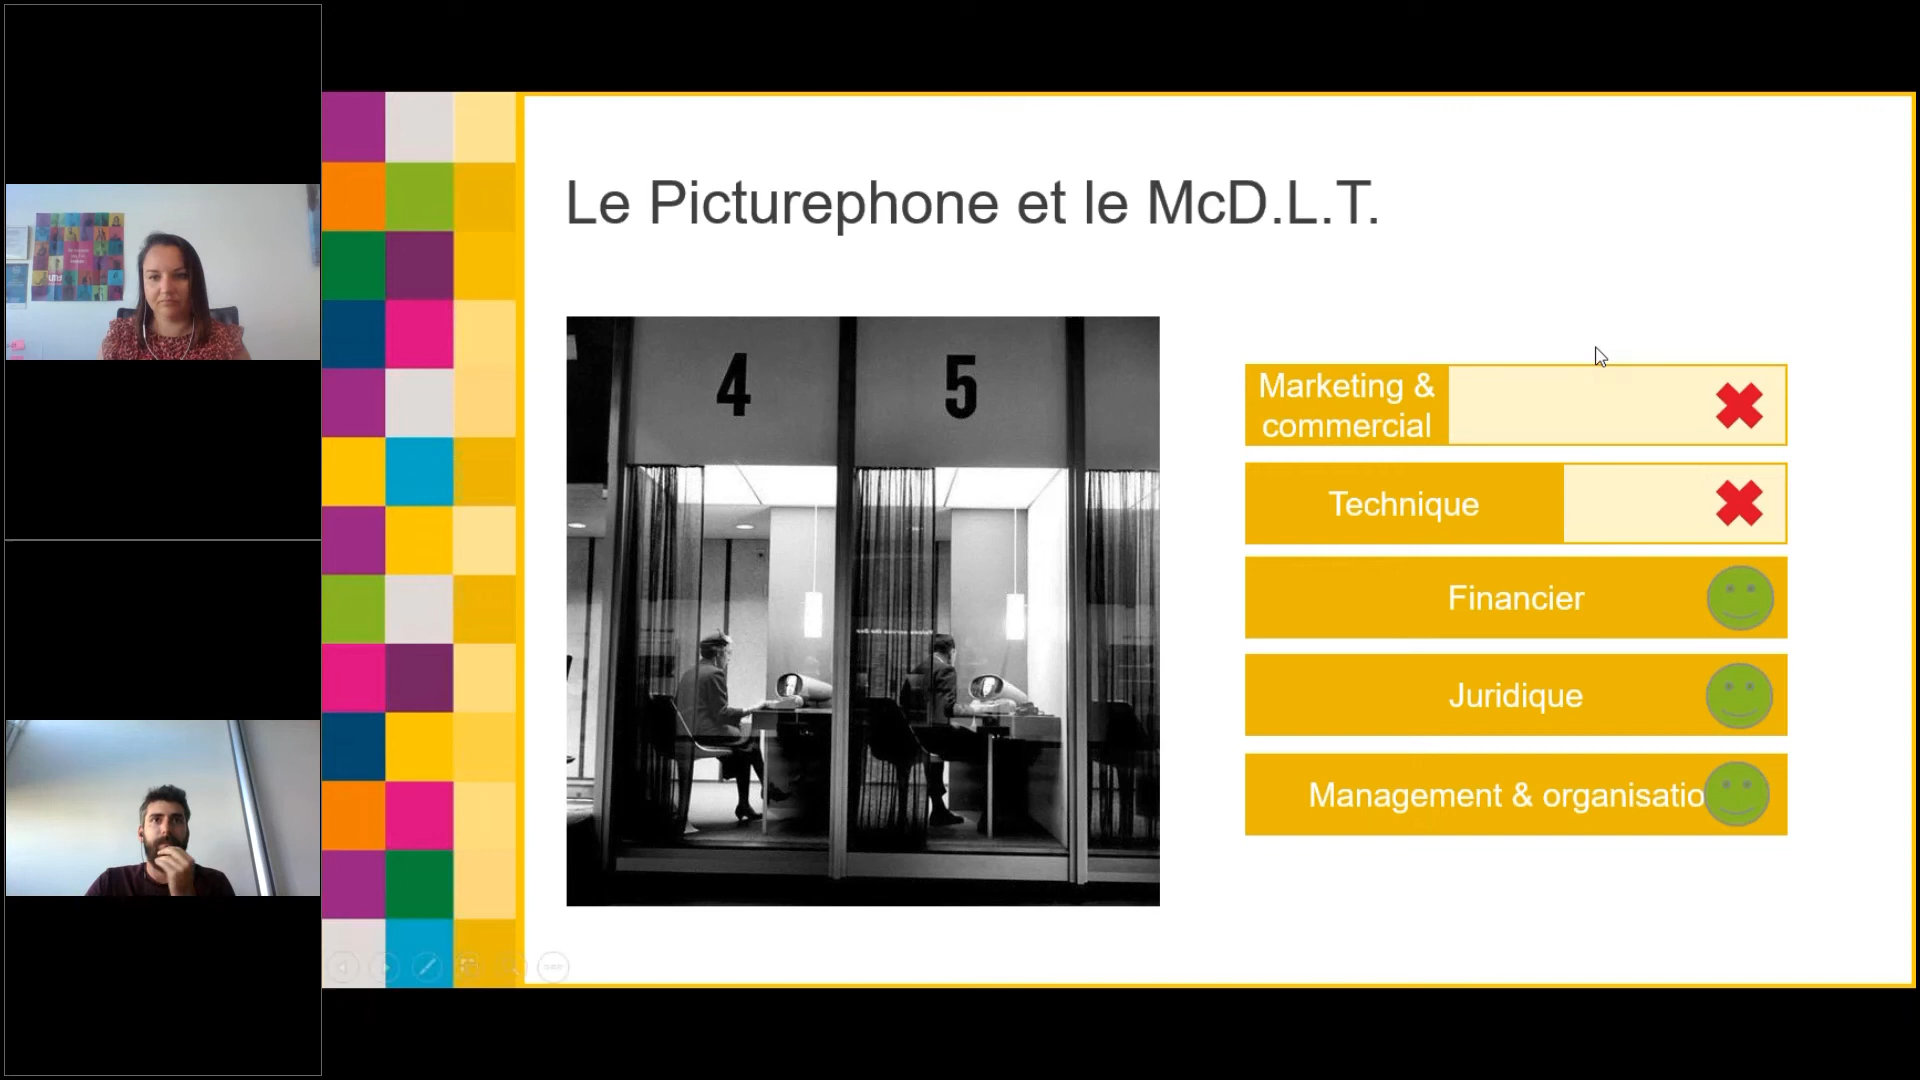 Le Picturephone et le McD.L.T.
4
5
Marketing &
commercial
Technique
Financier
Juridique
Management & organisatio